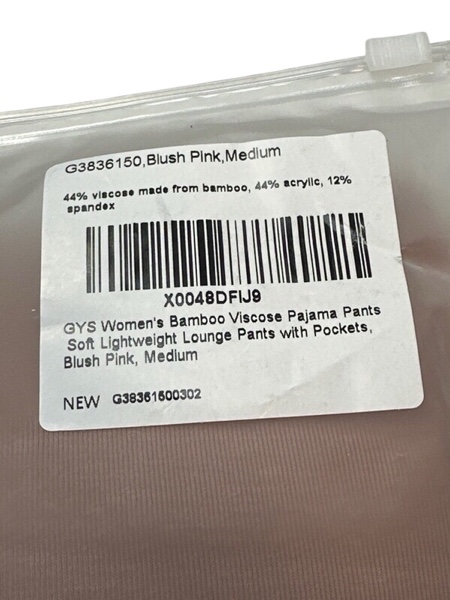 G3836150,Blush Pink,Medium
44% viscose made from bamboo, 44% acrylic, 12%
spandex
X0048DFIJ9
GYS Women's Bamboo Viscose Pajama Pants
Soft Lightweight Lounge Pants with Pockets,
Blush Pink, Medium
NEW G38361500302